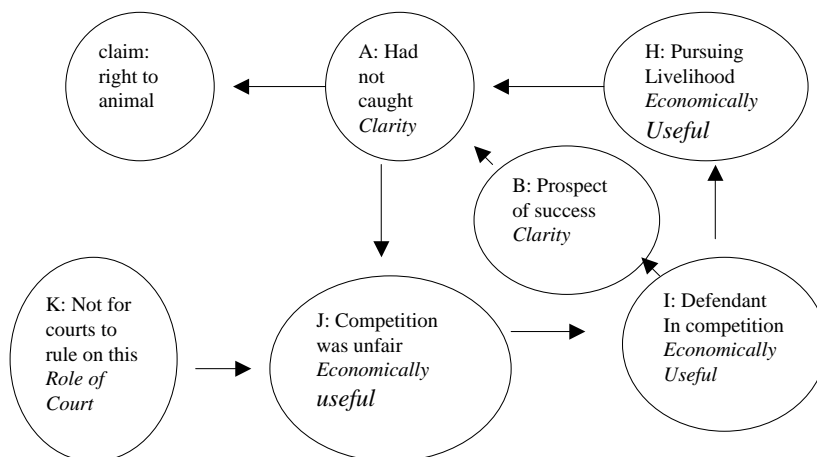 claim:
right to
animal
A: Had
not
caught
Clarity
H: Pursuing
Livelihood
Economically
Useful
B: Prospect
of success
Clarity
K: Not for
courts to
rule on this
Role of
Court
J: Competition
was unfair
Economically
useful
I: Defendant
In competition
Economically
Useful